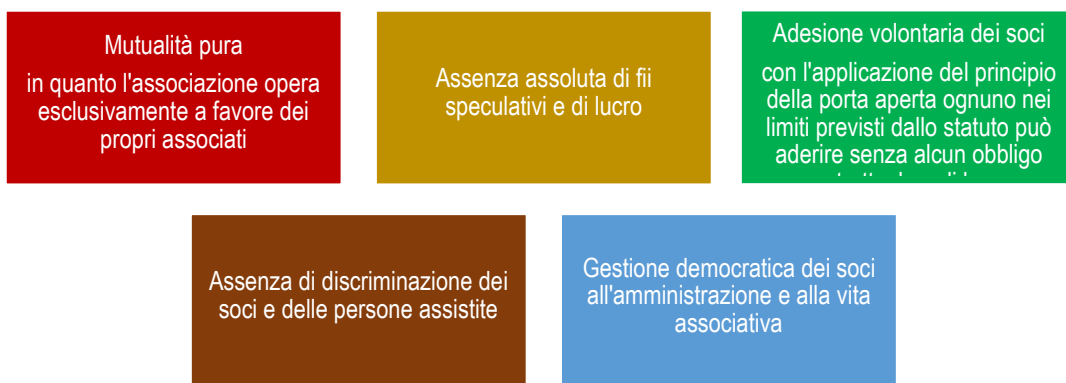 Mutualità pura
in quanto l'associazione opera
esclusivamente a favore dei
propri associati
Assenza assoluta di fii
speculativi e di lucro
Adesione volontaria dei soci
con l'applicazione del principio
della porta aperta ognuno nei
limiti previsti dallo statuto può
aderire senza alcun obbligo
Assenza di discriminazione dei
soci e delle persone assistite
Gestione democratica dei soci
all'amministrazione e alla vita
associativa